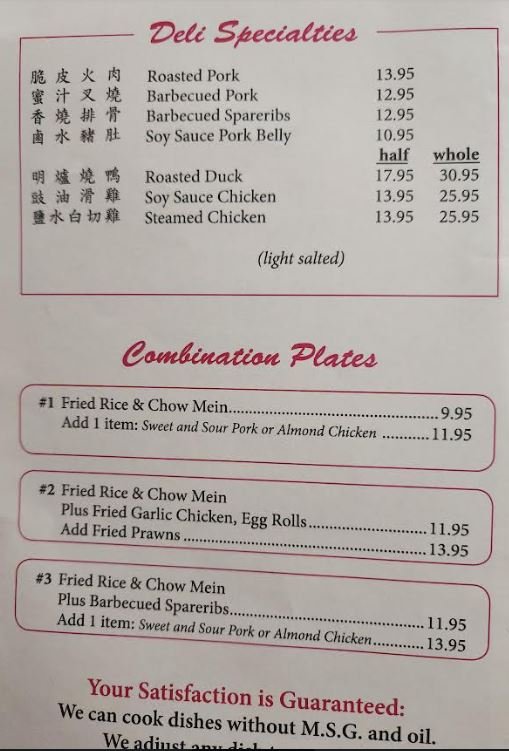 Deli Specialties
脆皮火肉 Roasted Pork 13.95
蜜汁叉燒 Barbecued Pork 12.95
香燒排骨 Barbecued Spareribs 12.95
鹵水豬肚 Soy Sauce Pork Belly 10.95
half whole
明爐燒鴨 Roasted Duck 17.95 30.95
豉油滑雞 Soy Sauce Chicken 13.95 25.95
鹽水白切雞 Steamed Chicken 13.95 25.95
(light salted)
Combination Plates
#1 Fried Rice & Chow Mein..........9.95
Add 1 item: Sweet and Sour Pork or Almond Chicken ..........11.95
#2 Fried Rice & Chow Mein
Plus Fried Garlic Chicken, Egg Rolls..........11.95
Add Fried Prawns ..........13.95
#3 Fried Rice & Chow Mein
Plus Barbecued Spareribs..........11.95
Add 1 item: Sweet and Sour Pork or Almond Chicken..........13.95
Your Satisfaction is Guaranteed:
We can cook dishes without M.S.G. and oil.
We adjust any